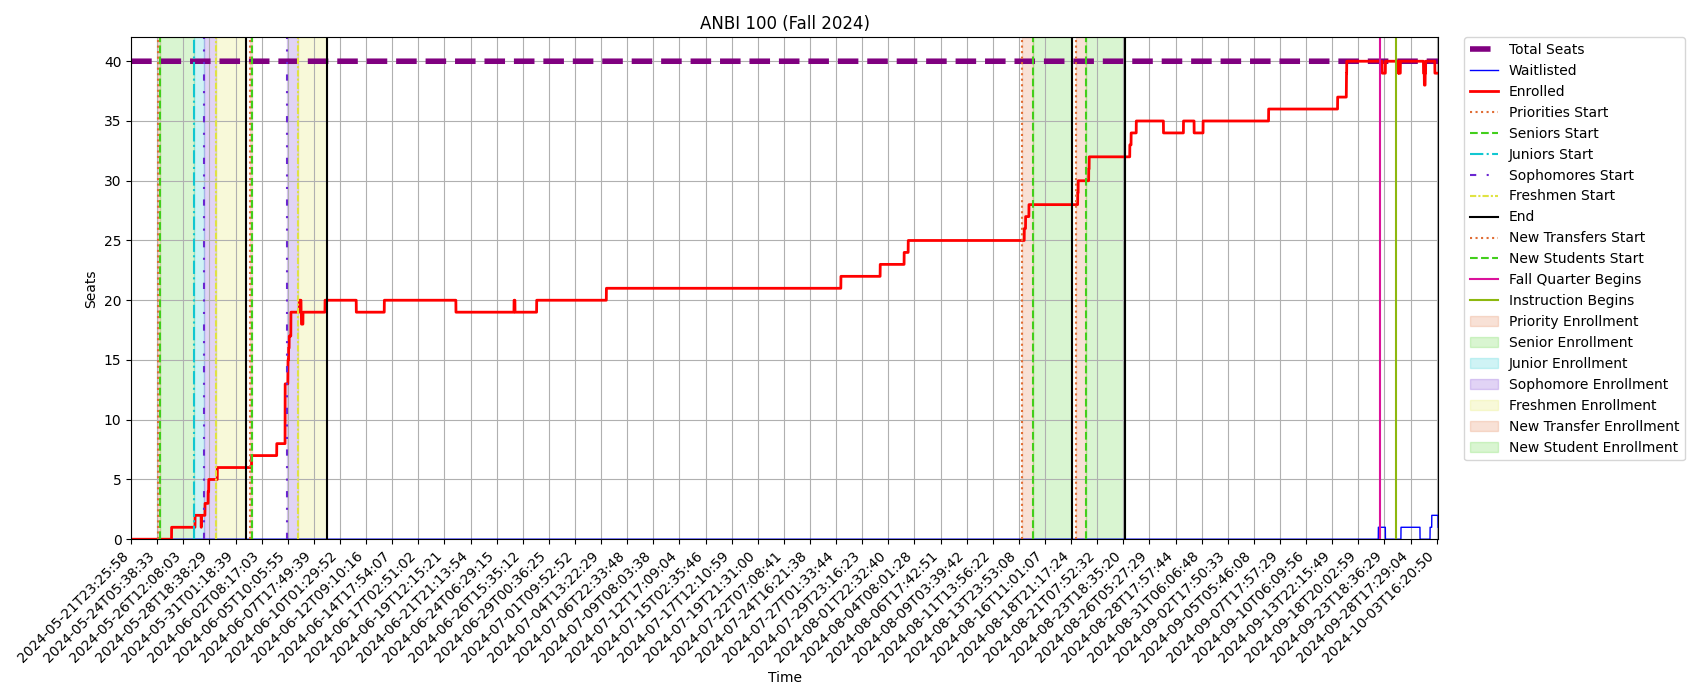 ANBI 100 (Fall 2024)
Seats
40
35
30
25
20
15
10
5
0
2024-05-21T23:25:58
2024-05-24T05:38:33
2024-05-26T12:08:03
2024-05-28T18:38:29
2024-05-31T01:18:39
2024-06-02T08:17:03
2024-06-05T10:05:55
2024-06-07T17:49:39
2024-06-10T01:29:52
2024-06-12T09:10:16
2024-06-14T17:54:07
2024-06-17T02:51:02
2024-06-19T12:15:21
2024-06-21T21:13:54
2024-06-24T06:29:15
2024-06-26T15:35:12
2024-06-29T00:36:25
2024-07-01T09:52:52
2024-07-04T13:22:29
2024-07-06T22:33:48
2024-07-09T08:03:38
2024-07-12T17:09:04
2024-07-15T02:35:46
2024-07-17T12:10:59
2024-07-19T21:31:00
2024-07-22T07:08:41
2024-07-24T16:21:38
2024-07-27T01:33:44
2024-07-29T23:16:23
2024-08-01T22:32:40
2024-08-04T08:01:28
2024-08-06T17:42:51
2024-08-09T03:39:42
2024-08-11T13:56:22
2024-08-13T23:53:08
2024-08-16T11:01:07
2024-08-18T21:17:24
2024-08-21T07:52:32
2024-08-23T18:35:20
2024-08-26T05:27:29
2024-08-28T17:57:44
2024-08-31T06:06:48
2024-09-02T17:50:33
2024-09-05T05:46:08
2024-09-07T17:57:29
2024-09-10T06:09:56
2024-09-13T22:15:49
2024-09-18T20:02:59
2024-09-23T18:36:29
2024-09-28T17:29:04
2024-10-03T16:20:50
Time
Total Seats
Waitlisted
Enrolled
Priorities Start
Seniors Start
Juniors Start
Sophomores Start
Freshmen Start
End
New Transfers Start
New Students Start
Fall Quarter Begins
Instruction Begins
Priority Enrollment
Senior Enrollment
Junior Enrollment
Sophomore Enrollment
Freshmen Enrollment
New Transfer Enrollment
New Student Enrollment